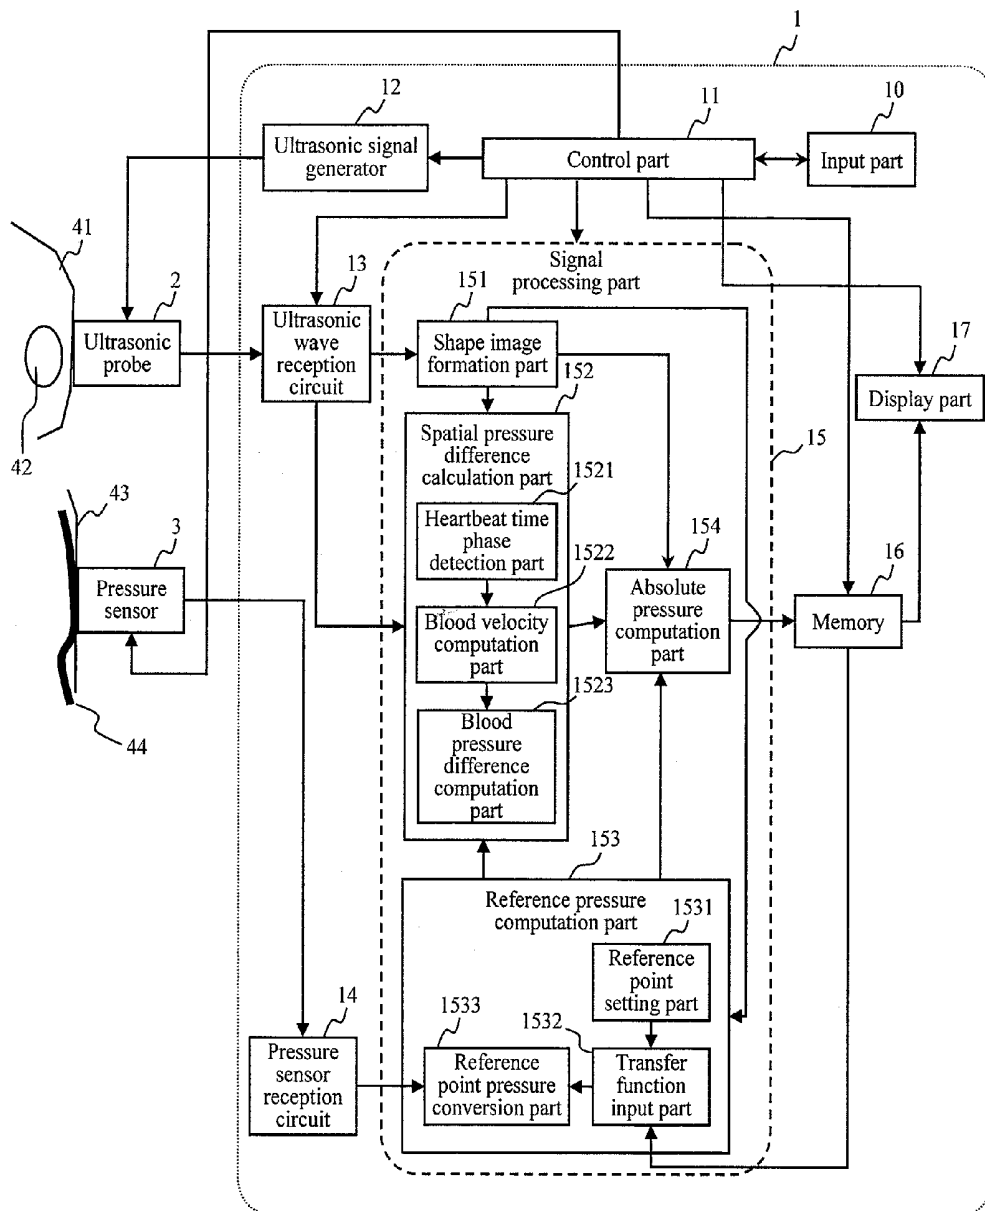 1
12
11
10
Ultrasonic signal
generator
Control part
Input part
41
2
13
151
Signal
processing part
17
Ultrasonic
probe
Ultrasonic
wave
reception
circuit
Shape image
formation part
152
Display part
42
Spatial pressure
difference
calculation part
15
1521
43
3
Heartbeat time
phase
detection part
1522
154
16
Pressure
sensor
Blood velocity
computation
part
Absolute
pressure
computation
part
Memory
1523
44
Blood
pressure
difference
computation
part
153
Reference pressure
computation part
1531
Reference
point
setting part
14
1533
1532
Pressure
sensor
reception
circuit
Reference
point pressure
conversion part
Transfer
function
input part